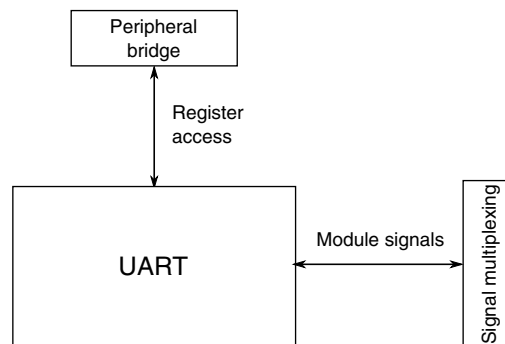 Peripheral
bridge
Register
access
UART
Module signals
Signal multiplexing